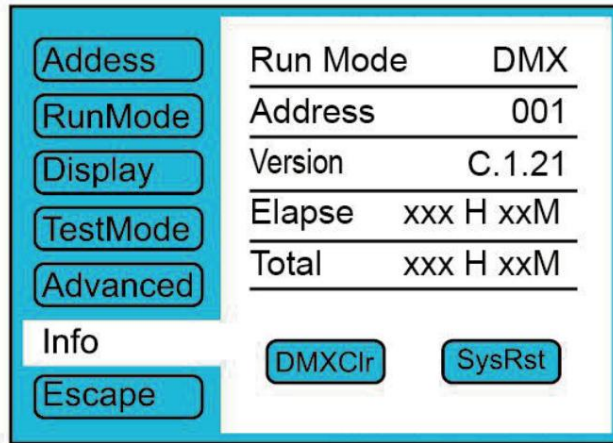 Addess
RunMode
Display
TestMode
Advanced
Info
Escape
Run Mode DMX
Address 001
Version C.1.21
Elapse xxx H xxM
Total xxx H xxM
DMXClr SysRst